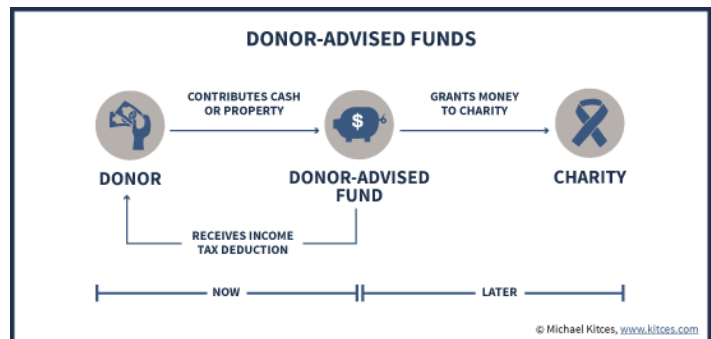 DONOR-ADVISED FUNDS
CONTRIBUTES CASH
OR PROPERTY
GRANTS MONEY
TO CHARITY
$
DONOR
DONOR-ADVISED
FUND
CHARITY
RECEIVES INCOME
TAX DEDUCTION
NOW
LATER
© Michael Kitces, www.kitces.com